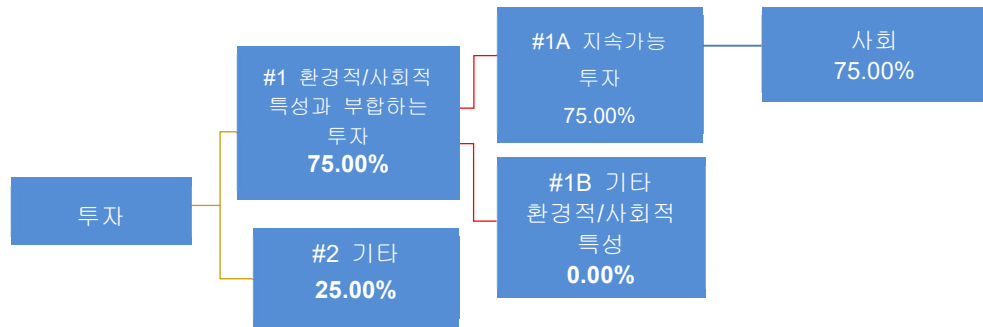 투자
#1 환경적/사회적
특성과 부합하는
투자
75.00%
#2 기타
25.00%
#1A 지속가능
투자
75.00%
#1B 기타
환경적/사회적
특성
0.00%
사회
75.00%